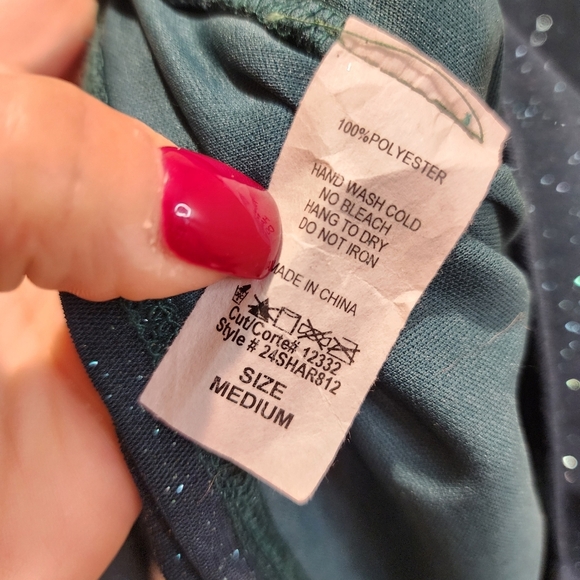 100%POLYESTER
HAND WASH COLD
NO BLEACH
HANG TO DRY
DO NOT IRON
MADE IN CHINA
Cut/Corte# 12332
Style # 24SHAR812
SIZE
MEDIUM